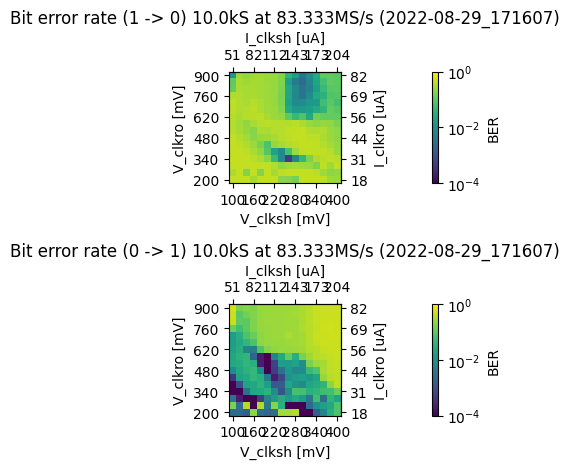 Bit error rate (1 -> 0) 10.0kS at 83.333MS/s (2022-08-29_171607)
I_clksh [uA]
51 82 112 143 173 204
900 760 620 480 340 200
V_clkro [mV]
82 69 56 44 31 18
I_clkro [uA]
100 160 220 280 340 400
V_clksh [mV]
10^0 10^-2 10^-4
BER
Bit error rate (0 -> 1) 10.0kS at 83.333MS/s (2022-08-29_171607)
I_clksh [uA]
51 82 112 143 173 204
900 760 620 480 340 200
V_clkro [mV]
82 69 56 44 31 18
I_clkro [uA]
100 160 220 280 340 400
V_clksh [mV]
10^0 10^-2 10^-4
BER